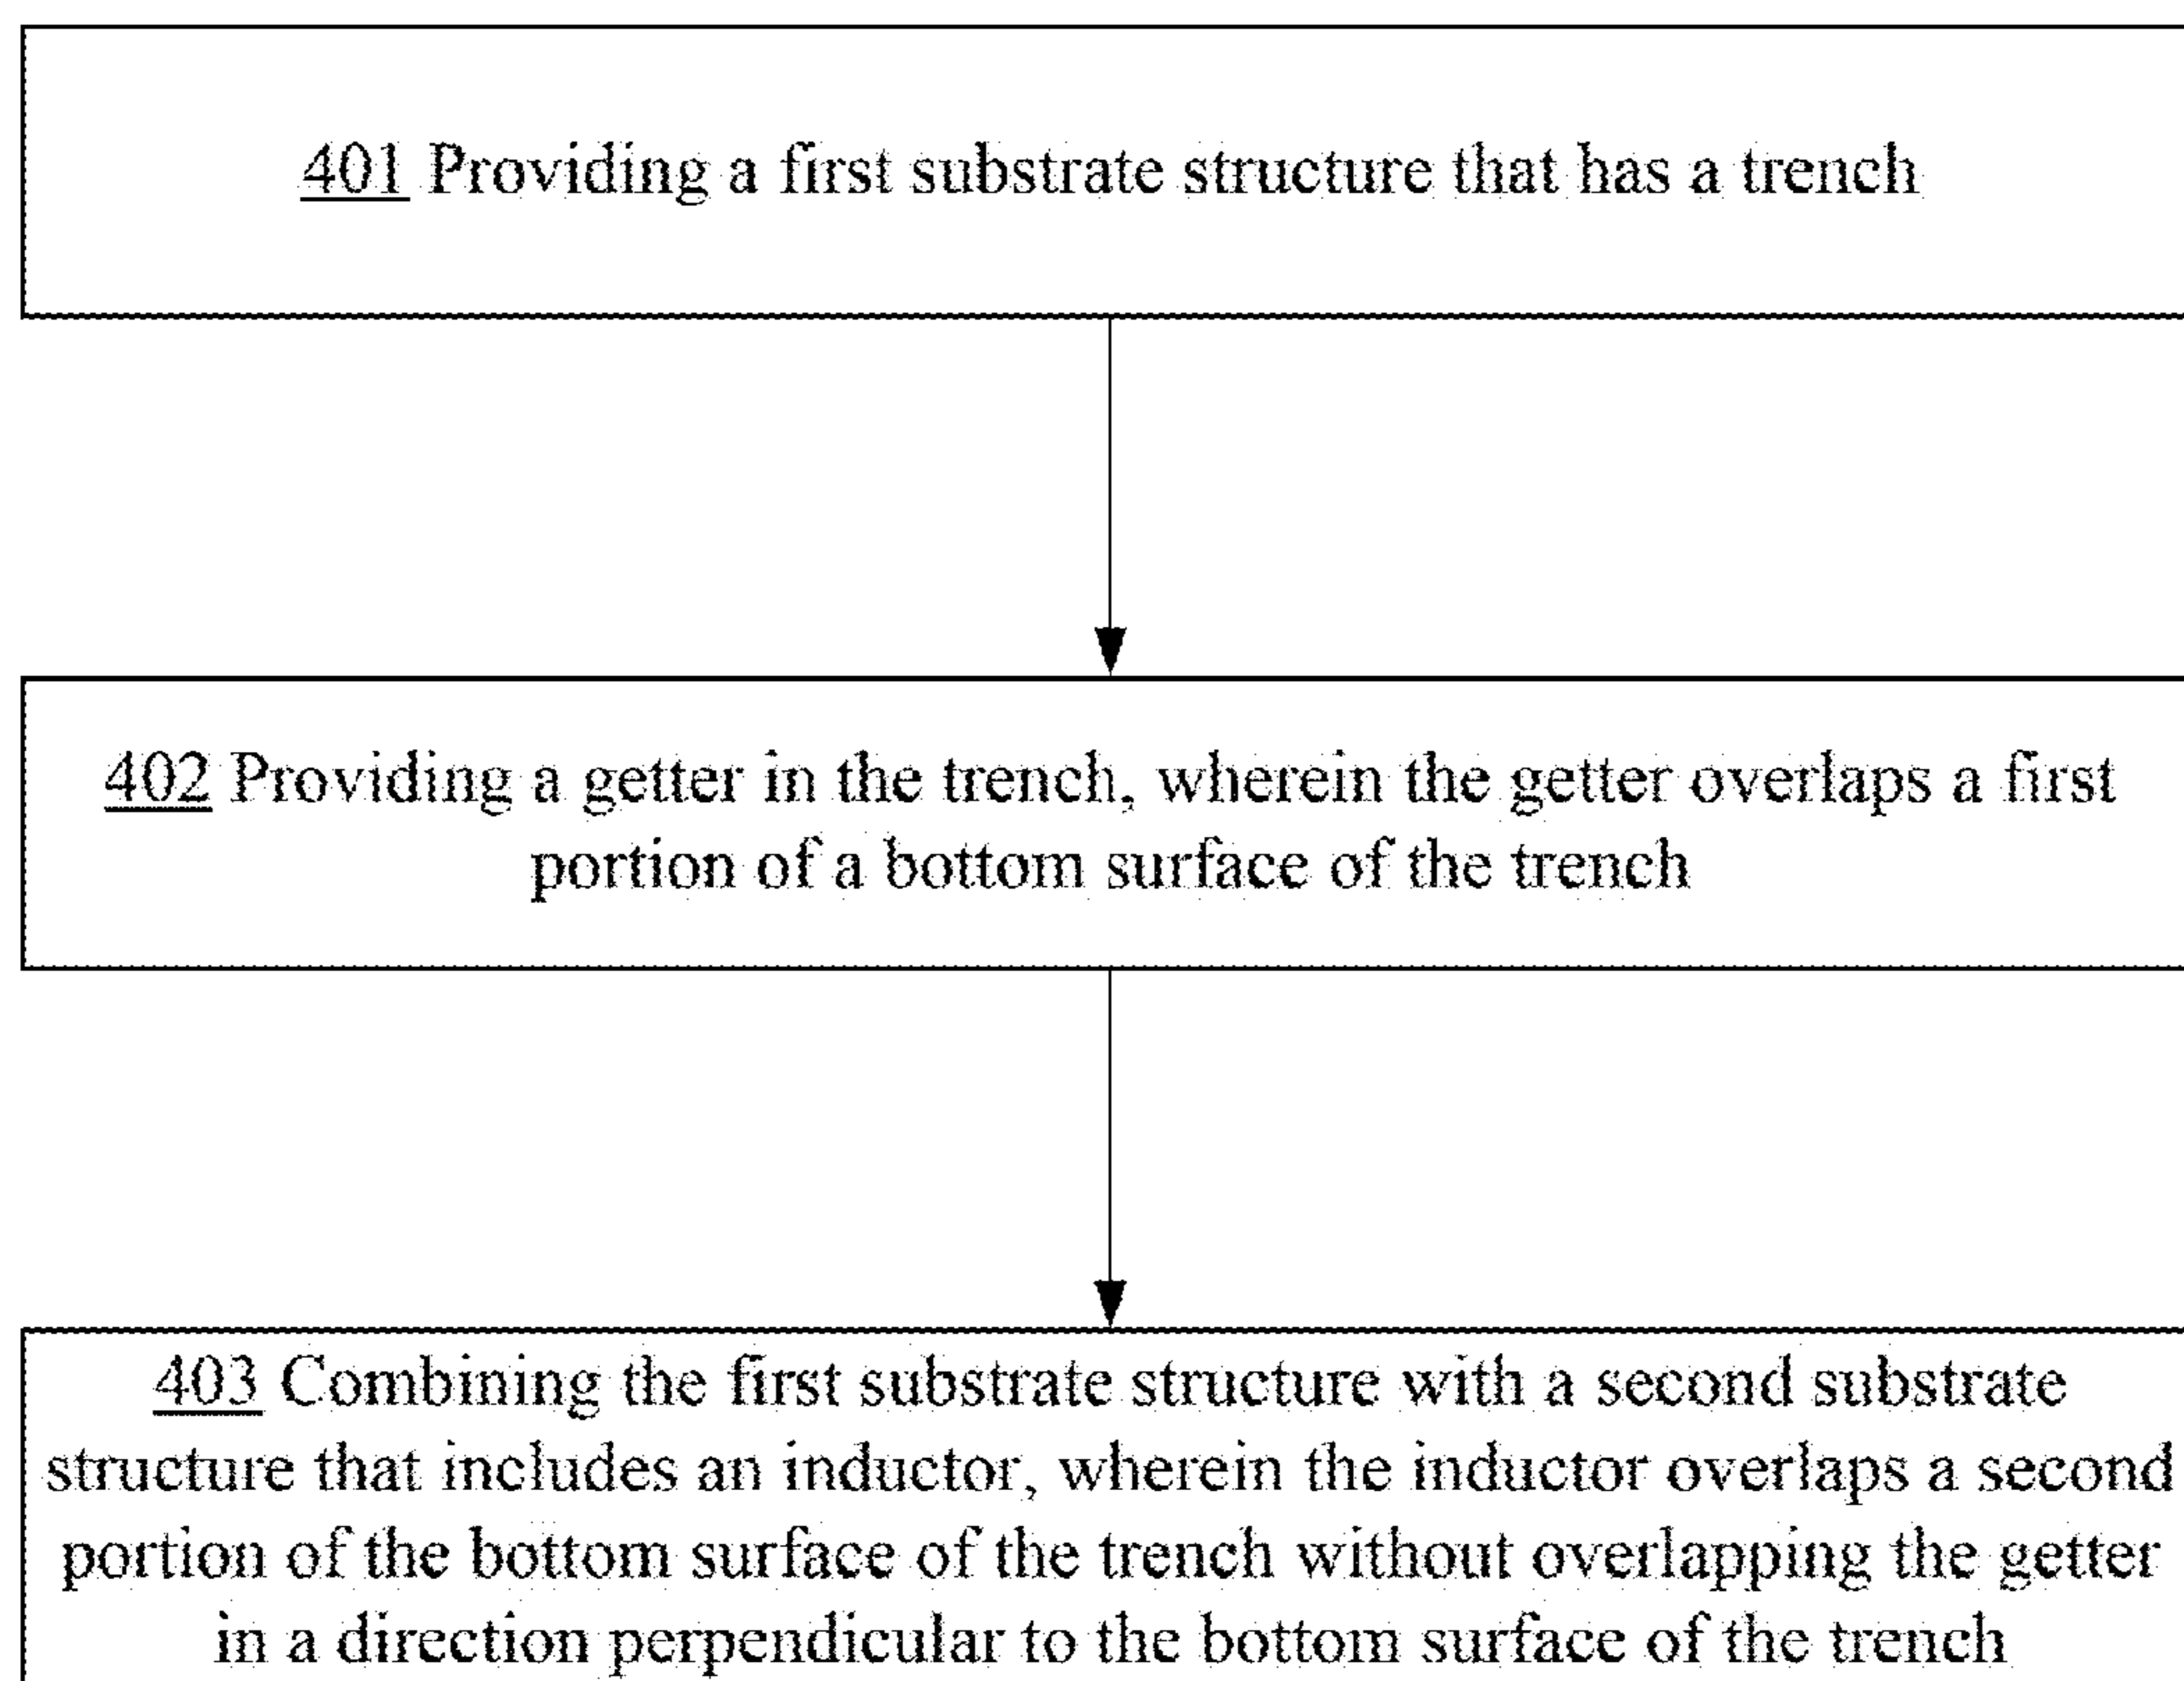 401 Providing a first substrate structure that has a trench
402 Providing a getter in the trench, wherein the getter overlaps a first
portion of a bottom surface of the trench
403 Combining the first substrate structure with a second substrate
structure that includes an inductor, wherein the inductor overlaps a second
portion of the bottom surface of the trench without overlapping the getter
in a direction perpendicular to the bottom surface of the trench